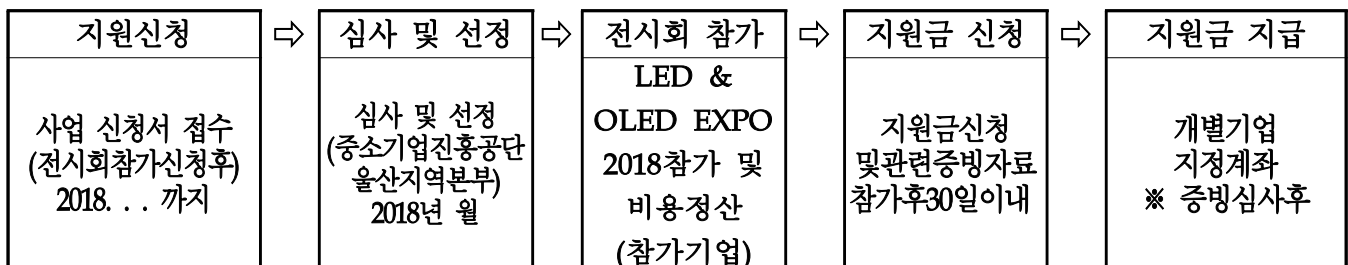 지원신청
사업 신청서 접수
(전시회참가신청후)
2018. . . 까지
⇨
심사 및 선정
심사 및 선정
(중소기업진흥공단
울산지역본부)
2018년 월
⇨
전시회 참가
LED &
OLED EXPO
2018참가 및
비용정산
(참가기업)
⇨
지원금 신청
지원금신청
및관련증빙자료
참가후30일이내
⇨
지원금 지급
개별기업
지정계좌
※ 증빙심사후